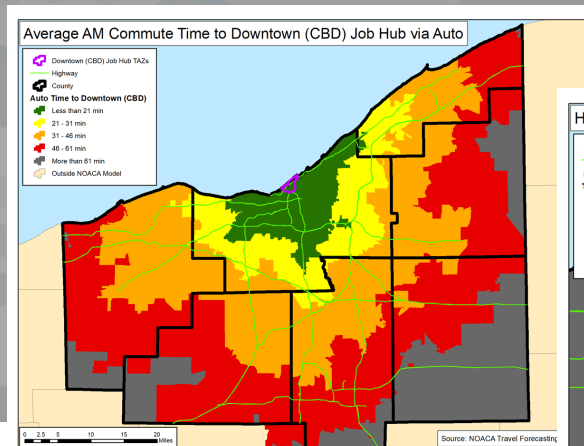 Average AM Commute Time to Downtown (CBD) Job Hub via Auto
Downtown (CBD) Job Hub TAZs
Highway
County
Auto Time to Downtown (CBD)
Less than 21 min
21 - 31 min
31 - 46 min
46 - 61 min
More than 61 min
Outside NOACA Model
H
0 2.5 5 10 15 20
Miles
Source: NOACA Travel Forecasting